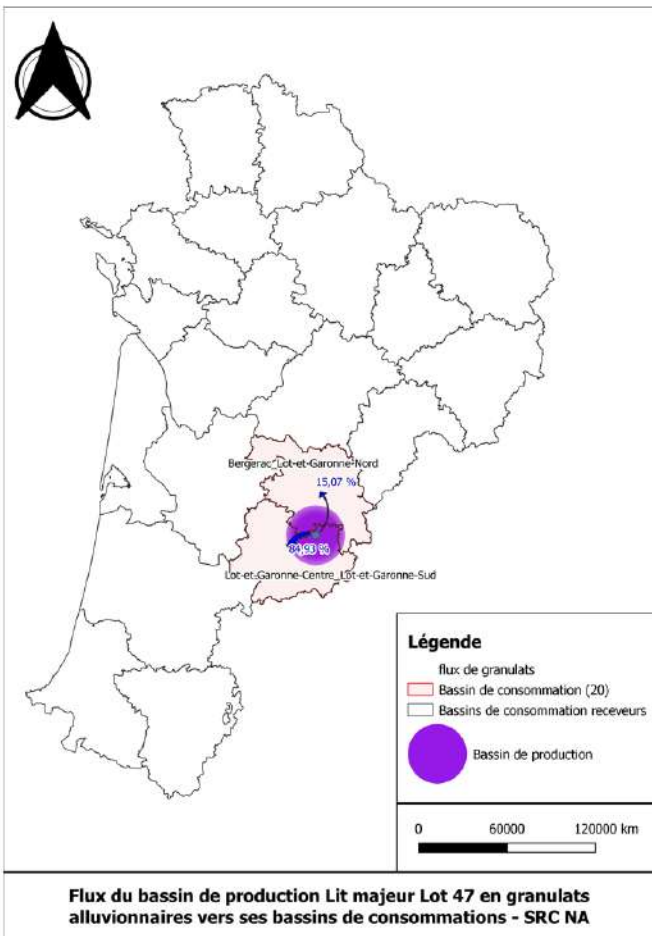 Bergerac_Lot-et-Garonne-Nord
15,07 %
84,93 %
Lot-et-Garonne-Centre_Lot-et-Garonne-Sud
Légende
flux de granulats
Bassin de consommation (20)
Bassins de consommation receveurs
Bassin de production
0 60000 120000 km
Flux du bassin de production Lit majeur Lot 47 en granulats
alluvionnaires vers ses bassins de consommations - SRC NA